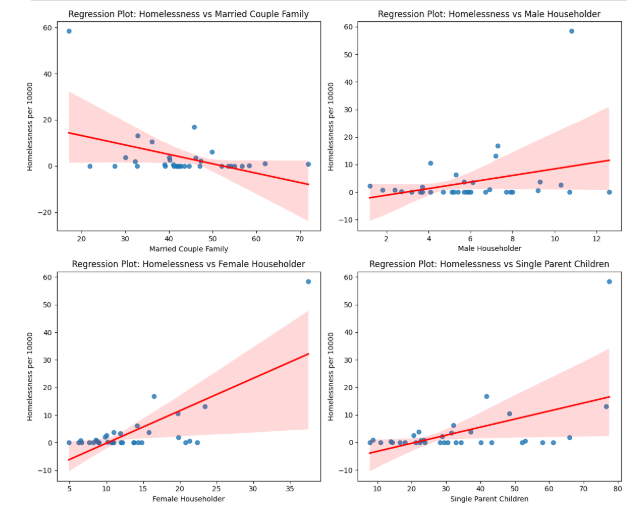 Regression Plot: Homelessness vs Married Couple Family
60
40
20
0
−20
Homelessness per 10000
20 30 40 50 60 70
Married Couple Family
Regression Plot: Homelessness vs Male Householder
60
50
40
30
20
10
0
−10
Homelessness per 10000
2 4 6 8 10 12
Male Householder
Regression Plot: Homelessness vs Female Householder
60
50
40
30
20
10
0
−10
Homelessness per 10000
5 10 15 20 25 30 35
Female Householder
Regression Plot: Homelessness vs Single Parent Children
60
50
40
30
20
10
0
−10
Homelessness per 10000
10 20 30 40 50 60 70 80
Single Parent Children